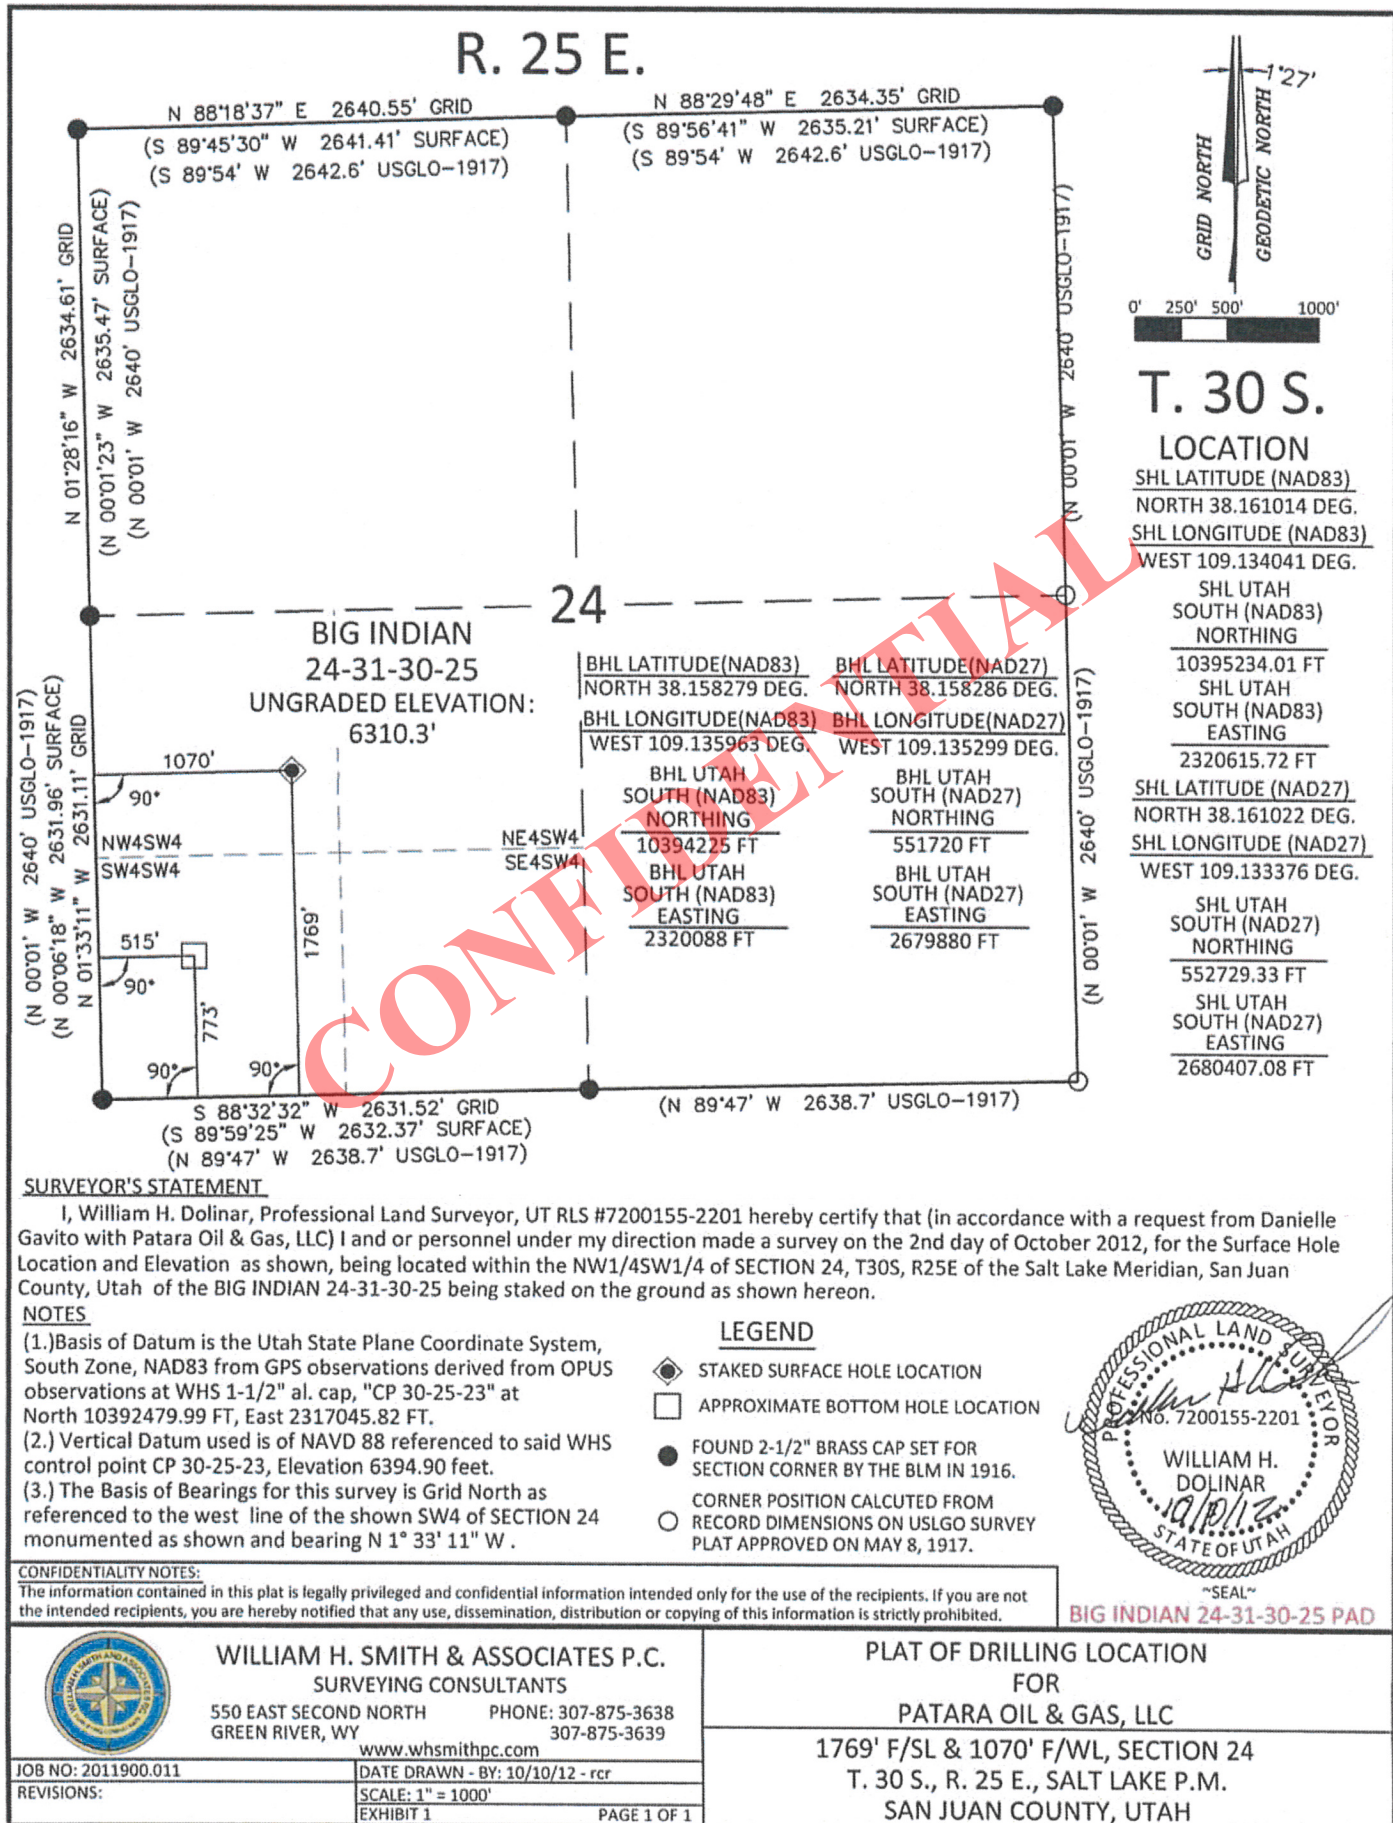 R. 25 E.
N 88°18'37" E 2640.55' GRID
(S 89°45'30" W 2641.41' SURFACE)
(S 89°54' W 2642.6' USGLO-1917)
N 88°29'48" E 2634.35' GRID
(S 89°56'41" W 2635.21' SURFACE)
(S 89°54' W 2642.6' USGLO-1917)
1°27'
GRID NORTH
GEODETIC NORTH
0' 250' 500' 1000'
T. 30 S.
N 01°28'16" W 2634.61' GRID
(N 00°01'23" W 2635.47' SURFACE)
(N 00°01' W 2640' USGLO-1917)
(N 00°01' W 2640' USGLO-1917)
LOCATION
SHL LATITUDE (NAD83)
NORTH 38.161014 DEG.
SHL LONGITUDE (NAD83)
WEST 109.134041 DEG.
SHL UTAH
SOUTH (NAD83)
NORTHING
10395234.01 FT
SHL UTAH
SOUTH (NAD83)
EASTING
2320615.72 FT
SHL LATITUDE (NAD27)
NORTH 38.161022 DEG.
SHL LONGITUDE (NAD27)
WEST 109.133376 DEG.
SHL UTAH
SOUTH (NAD27)
NORTHING
552729.33 FT
SHL UTAH
SOUTH (NAD27)
EASTING
2680407.08 FT
24
BIG INDIAN
24-31-30-25
UNGRADED ELEVATION:
6310.3'
BHL LATITUDE(NAD83)
NORTH 38.158279 DEG.
BHL LONGITUDE(NAD83)
WEST 109.135963 DEG.
BHL UTAH
SOUTH (NAD83)
NORTHING
10394225 FT
BHL UTAH
SOUTH (NAD83)
EASTING
2320088 FT
BHL LATITUDE(NAD27)
NORTH 38.158286 DEG.
BHL LONGITUDE(NAD27)
WEST 109.135299 DEG.
BHL UTAH
SOUTH (NAD27)
NORTHING
551720 FT
BHL UTAH
SOUTH (NAD27)
EASTING
2679880 FT
CONFIDENTIAL
(N 00°01' W 2640' USGLO-1917)
(N 00°06'18" W 2631.96' SURFACE)
N 01°33'11" W 2631.11' GRID
(N 00°01' W 2640' USGLO-1917)
1070'
90°
NW4SW4
SW4SW4
NE4SW4
SE4SW4
1769'
515'
90°
773'
90°
90°
S 88°32'32" W 2631.52' GRID
(S 89°59'25" W 2632.37' SURFACE)
(N 89°47' W 2638.7' USGLO-1917)
(N 89°47' W 2638.7' USGLO-1917)
SURVEYOR'S STATEMENT
I, William H. Dolinar, Professional Land Surveyor, UT RLS #7200155-2201 hereby certify that (in accordance with a request from Danielle
Gavito with Patara Oil & Gas, LLC) I and or personnel under my direction made a survey on the 2nd day of October 2012, for the Surface Hole
Location and Elevation as shown, being located within the NW1/4SW1/4 of SECTION 24, T30S, R25E of the Salt Lake Meridian, San Juan
County, Utah of the BIG INDIAN 24-31-30-25 being staked on the ground as shown hereon.
NOTES
(1.)Basis of Datum is the Utah State Plane Coordinate System,
South Zone, NAD83 from GPS observations derived from OPUS
observations at WHS 1-1/2" al. cap, "CP 30-25-23" at
North 10392479.99 FT, East 2317045.82 FT.
(2.) Vertical Datum used is of NAVD 88 referenced to said WHS
control point CP 30-25-23, Elevation 6394.90 feet.
(3.) The Basis of Bearings for this survey is Grid North as
referenced to the west line of the shown SW4 of SECTION 24
monumented as shown and bearing N 1° 33' 11" W .
LEGEND
STAKED SURFACE HOLE LOCATION
APPROXIMATE BOTTOM HOLE LOCATION
FOUND 2-1/2" BRASS CAP SET FOR
SECTION CORNER BY THE BLM IN 1916.
CORNER POSITION CALCUTED FROM
RECORD DIMENSIONS ON USLGO SURVEY
PLAT APPROVED ON MAY 8, 1917.
PROFESSIONAL LAND SURVEYOR
No. 7200155-2201
WILLIAM H.
DOLINAR
10/10/12
STATE OF UTAH
~SEAL~
BIG INDIAN 24-31-30-25 PAD
CONFIDENTIALITY NOTES:
The information contained in this plat is legally privileged and confidential information intended only for the use of the recipients. If you are not
the intended recipients, you are hereby notified that any use, dissemination, distribution or copying of this information is strictly prohibited.
WILLIAM H. SMITH & ASSOCIATES P.C.
SURVEYING CONSULTANTS
550 EAST SECOND NORTH PHONE: 307-875-3638
GREEN RIVER, WY 307-875-3639
www.whsmithpc.com
JOB NO: 2011900.011
DATE DRAWN - BY: 10/10/12 - rcr
REVISIONS:
SCALE: 1" = 1000'
EXHIBIT 1 PAGE 1 OF 1
PLAT OF DRILLING LOCATION
FOR
PATARA OIL & GAS, LLC
1769' F/SL & 1070' F/WL, SECTION 24
T. 30 S., R. 25 E., SALT LAKE P.M.
SAN JUAN COUNTY, UTAH